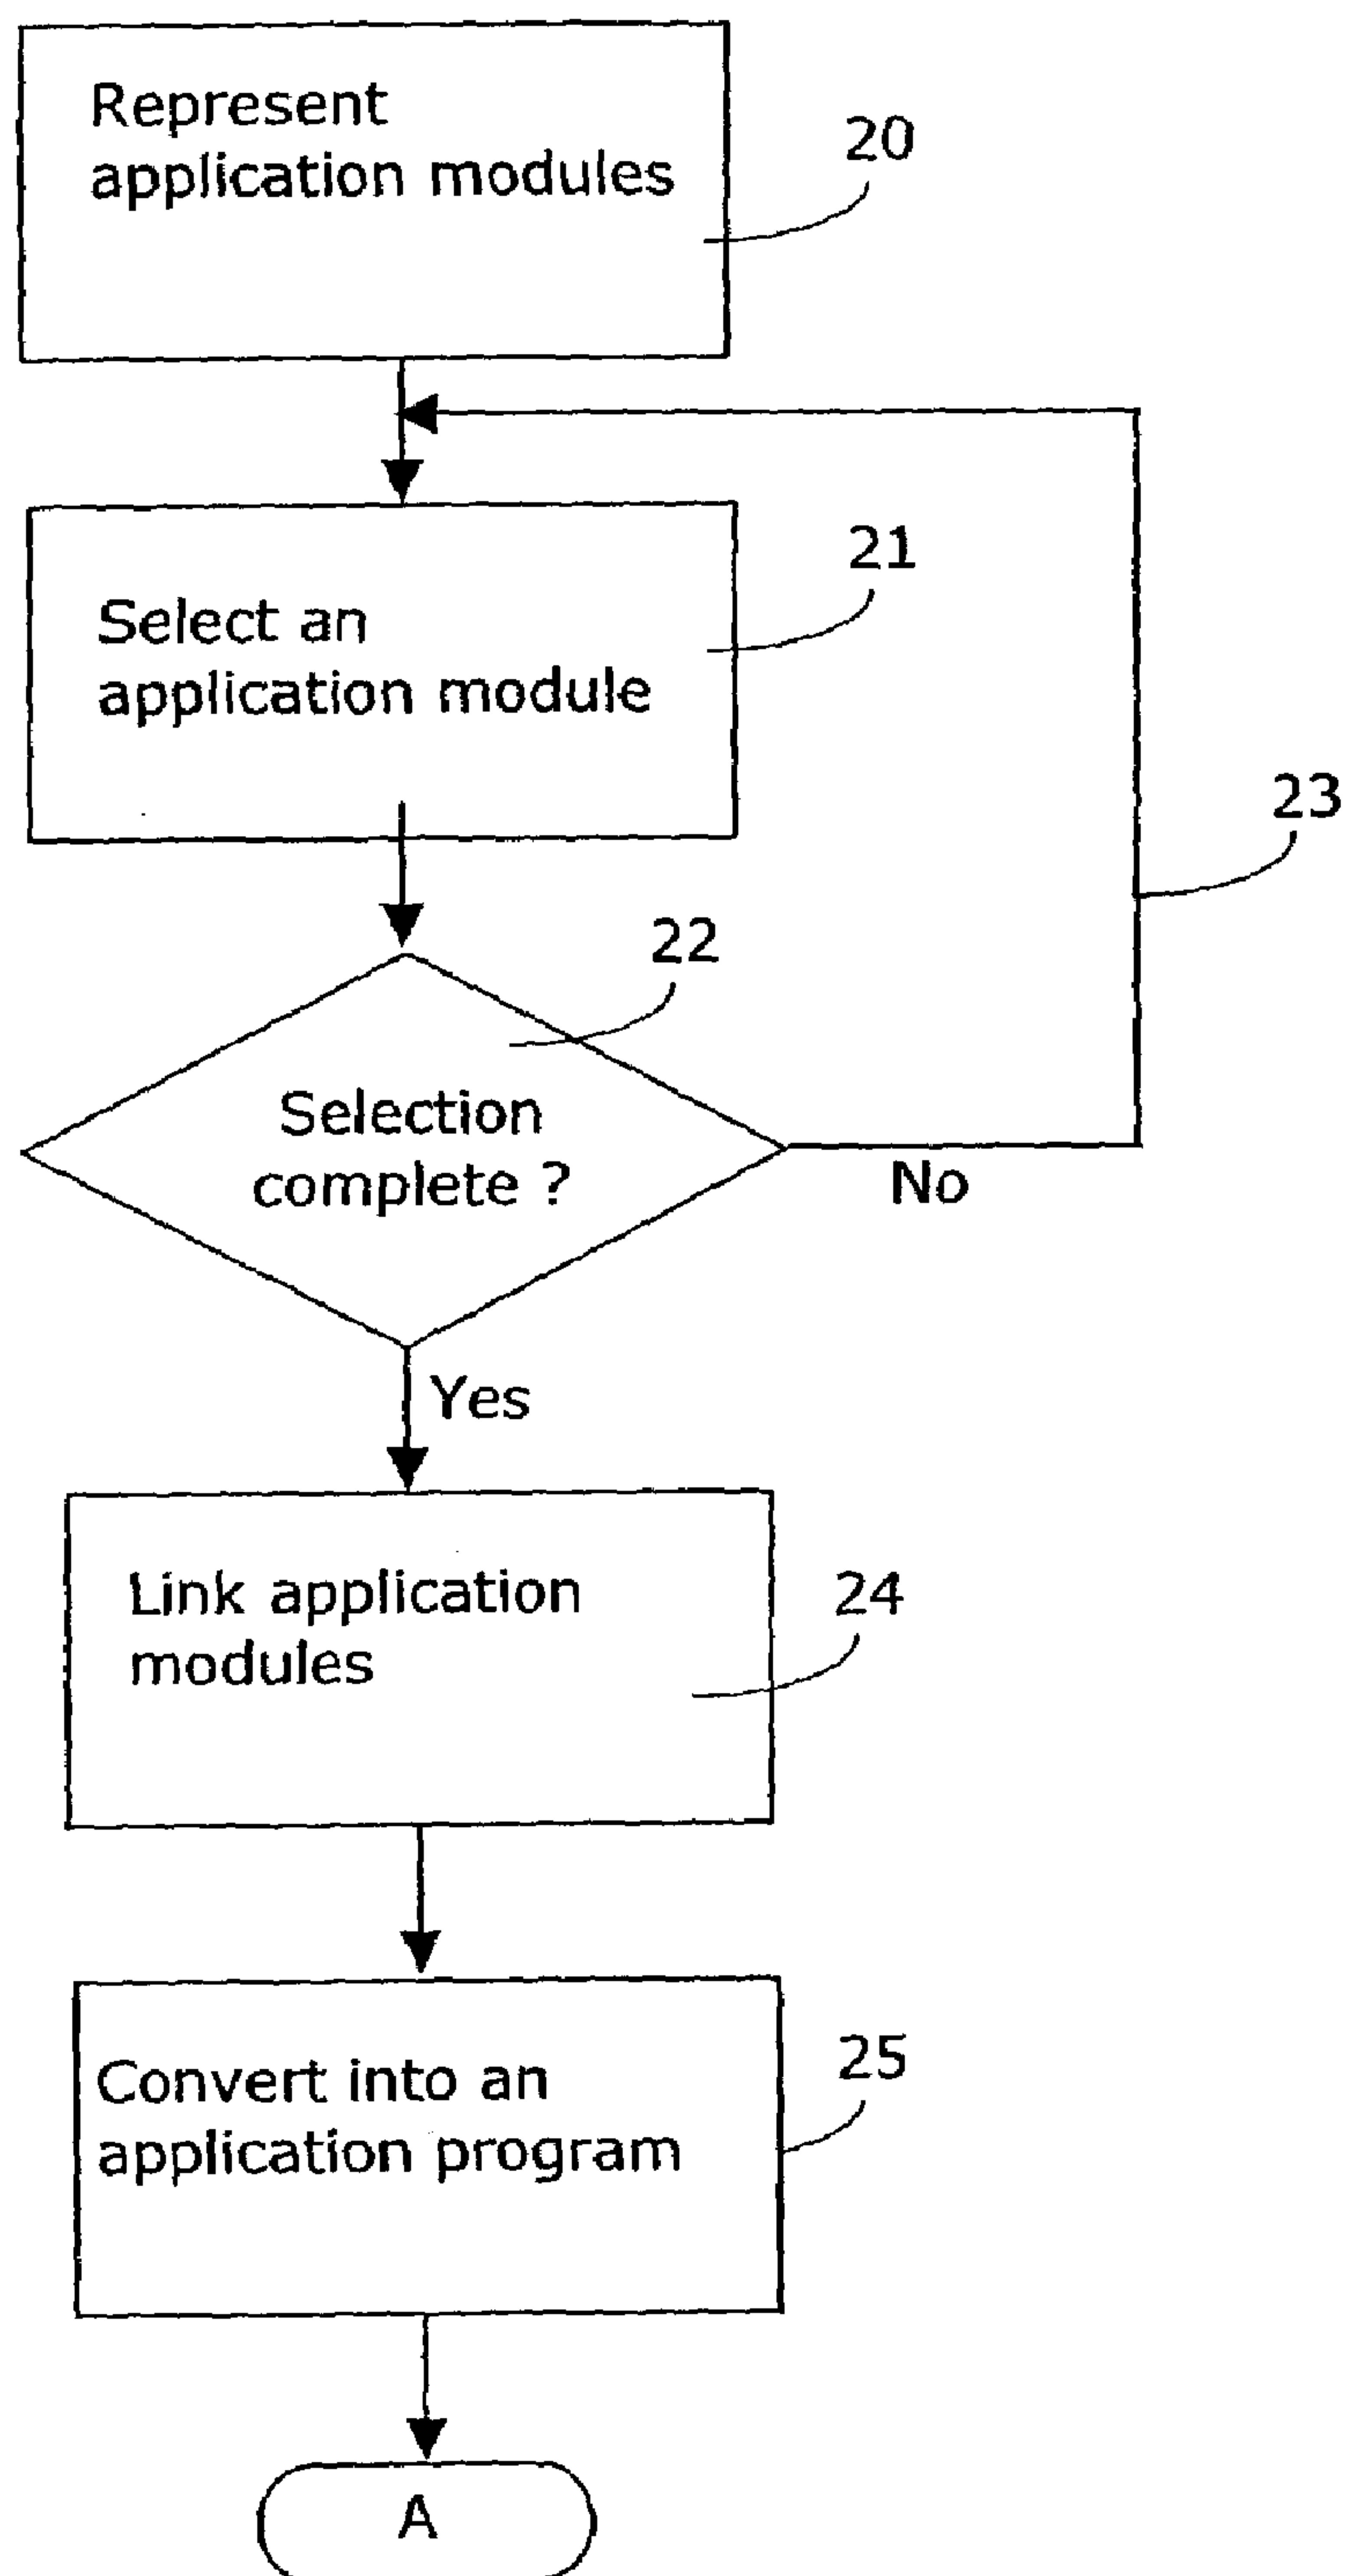 Represent
application modules
20
Select an
application module
21
23
22
Selection
complete ?
No
Yes
Link application
modules
24
Convert into an
application program
25
A